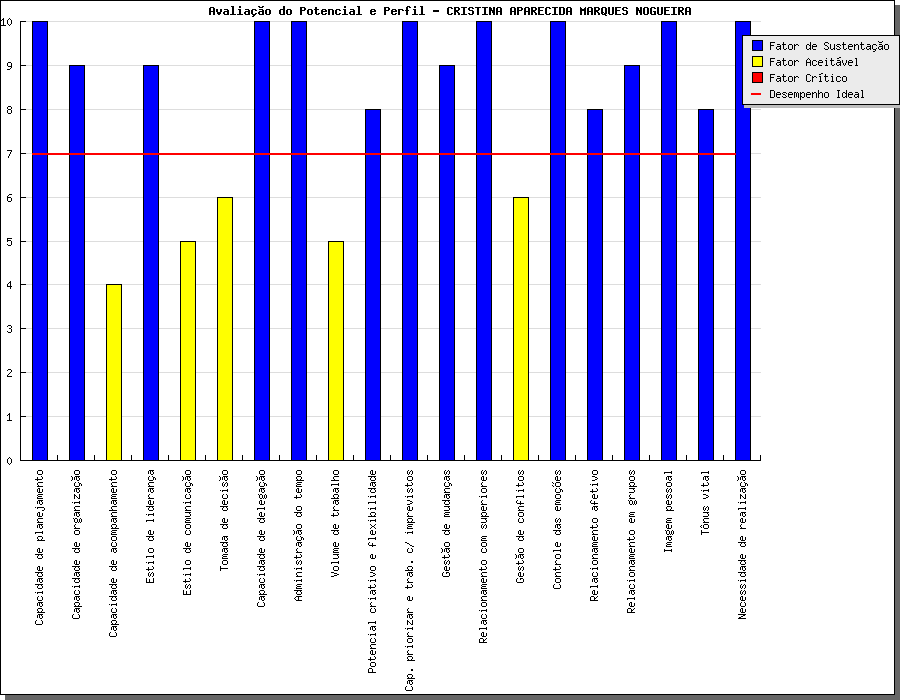 Avaliação do Potencial e Perfil - CRISTINA APARECIDA MARQUES NOGUEIRA
Fator de Sustentação
Fator Aceitável
Fator Crítico
Desempenho Ideal
10
9
8
7
6
5
4
3
2
1
0
Capacidade de planejamento
Capacidade de organização
Capacidade de acompanhamento
Estilo de liderança
Estilo de comunicação
Tomada de decisão
Capacidade de delegação
Administração do tempo
Volume de trabalho
Potencial criativo e flexibilidade
Cap. priorizar e trab. c/ imprevistos
Gestão de mudanças
Relacionamento com superiores
Gestão de conflitos
Controle das emoções
Relacionamento afetivo
Relacionamento em grupos
Imagem pessoal
Tônus vital
Necessidade de realização